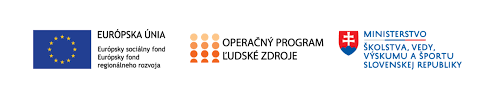 EURÓPSKA ÚNIA
Európsky sociálny fond
Európsky fond
regionálneho rozvoja
OPERAČNÝ PROGRAM
ĽUDSKÉ ZDROJE
MINISTERSTVO
ŠKOLSTVA, VEDY,
VÝSKUMU A ŠPORTU
SLOVENSKEJ REPUBLIKY